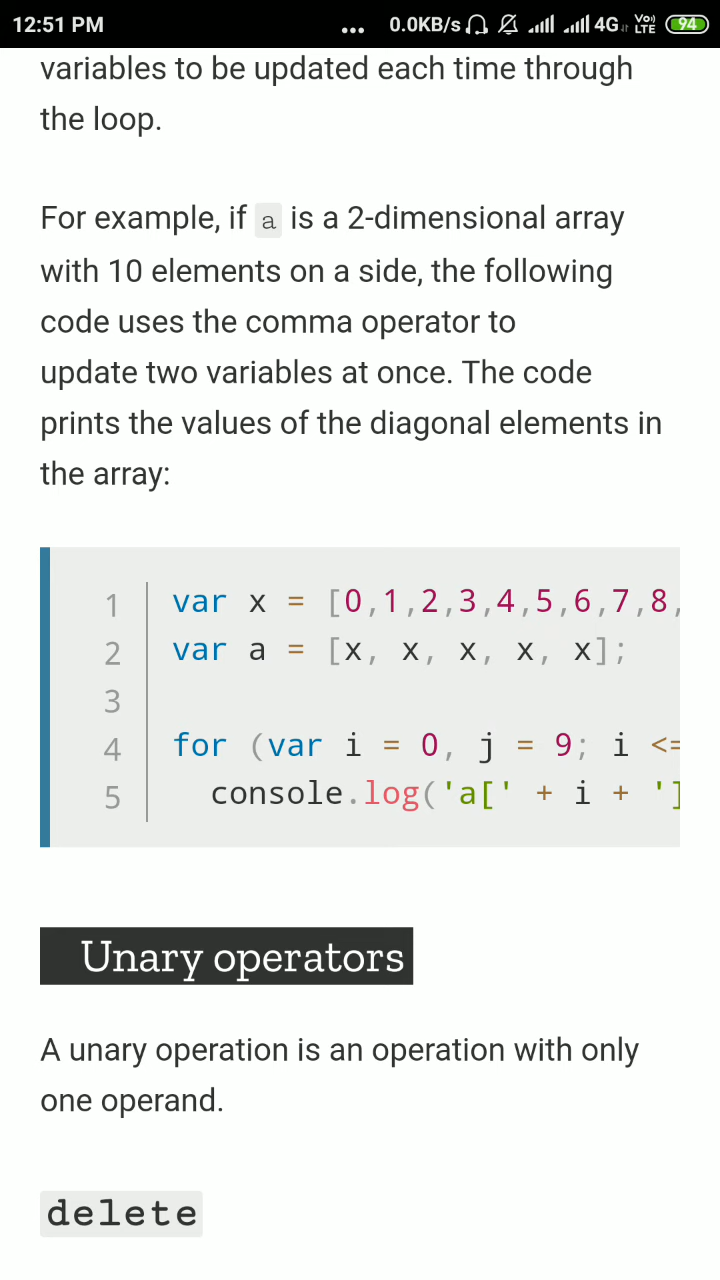 12:51 PM ... 0.0KB/s 4G VoLTE 94
variables to be updated each time through
the loop.
For example, if a is a 2-dimensional array
with 10 elements on a side, the following
code uses the comma operator to
update two variables at once. The code
prints the values of the diagonal elements in
the array:
1 var x = [0,1,2,3,4,5,6,7,8,
2 var a = [x, x, x, x, x];
3
4 for (var i = 0, j = 9; i <=
5 console.log('a[' + i + ']
Unary operators
A unary operation is an operation with only
one operand.
delete